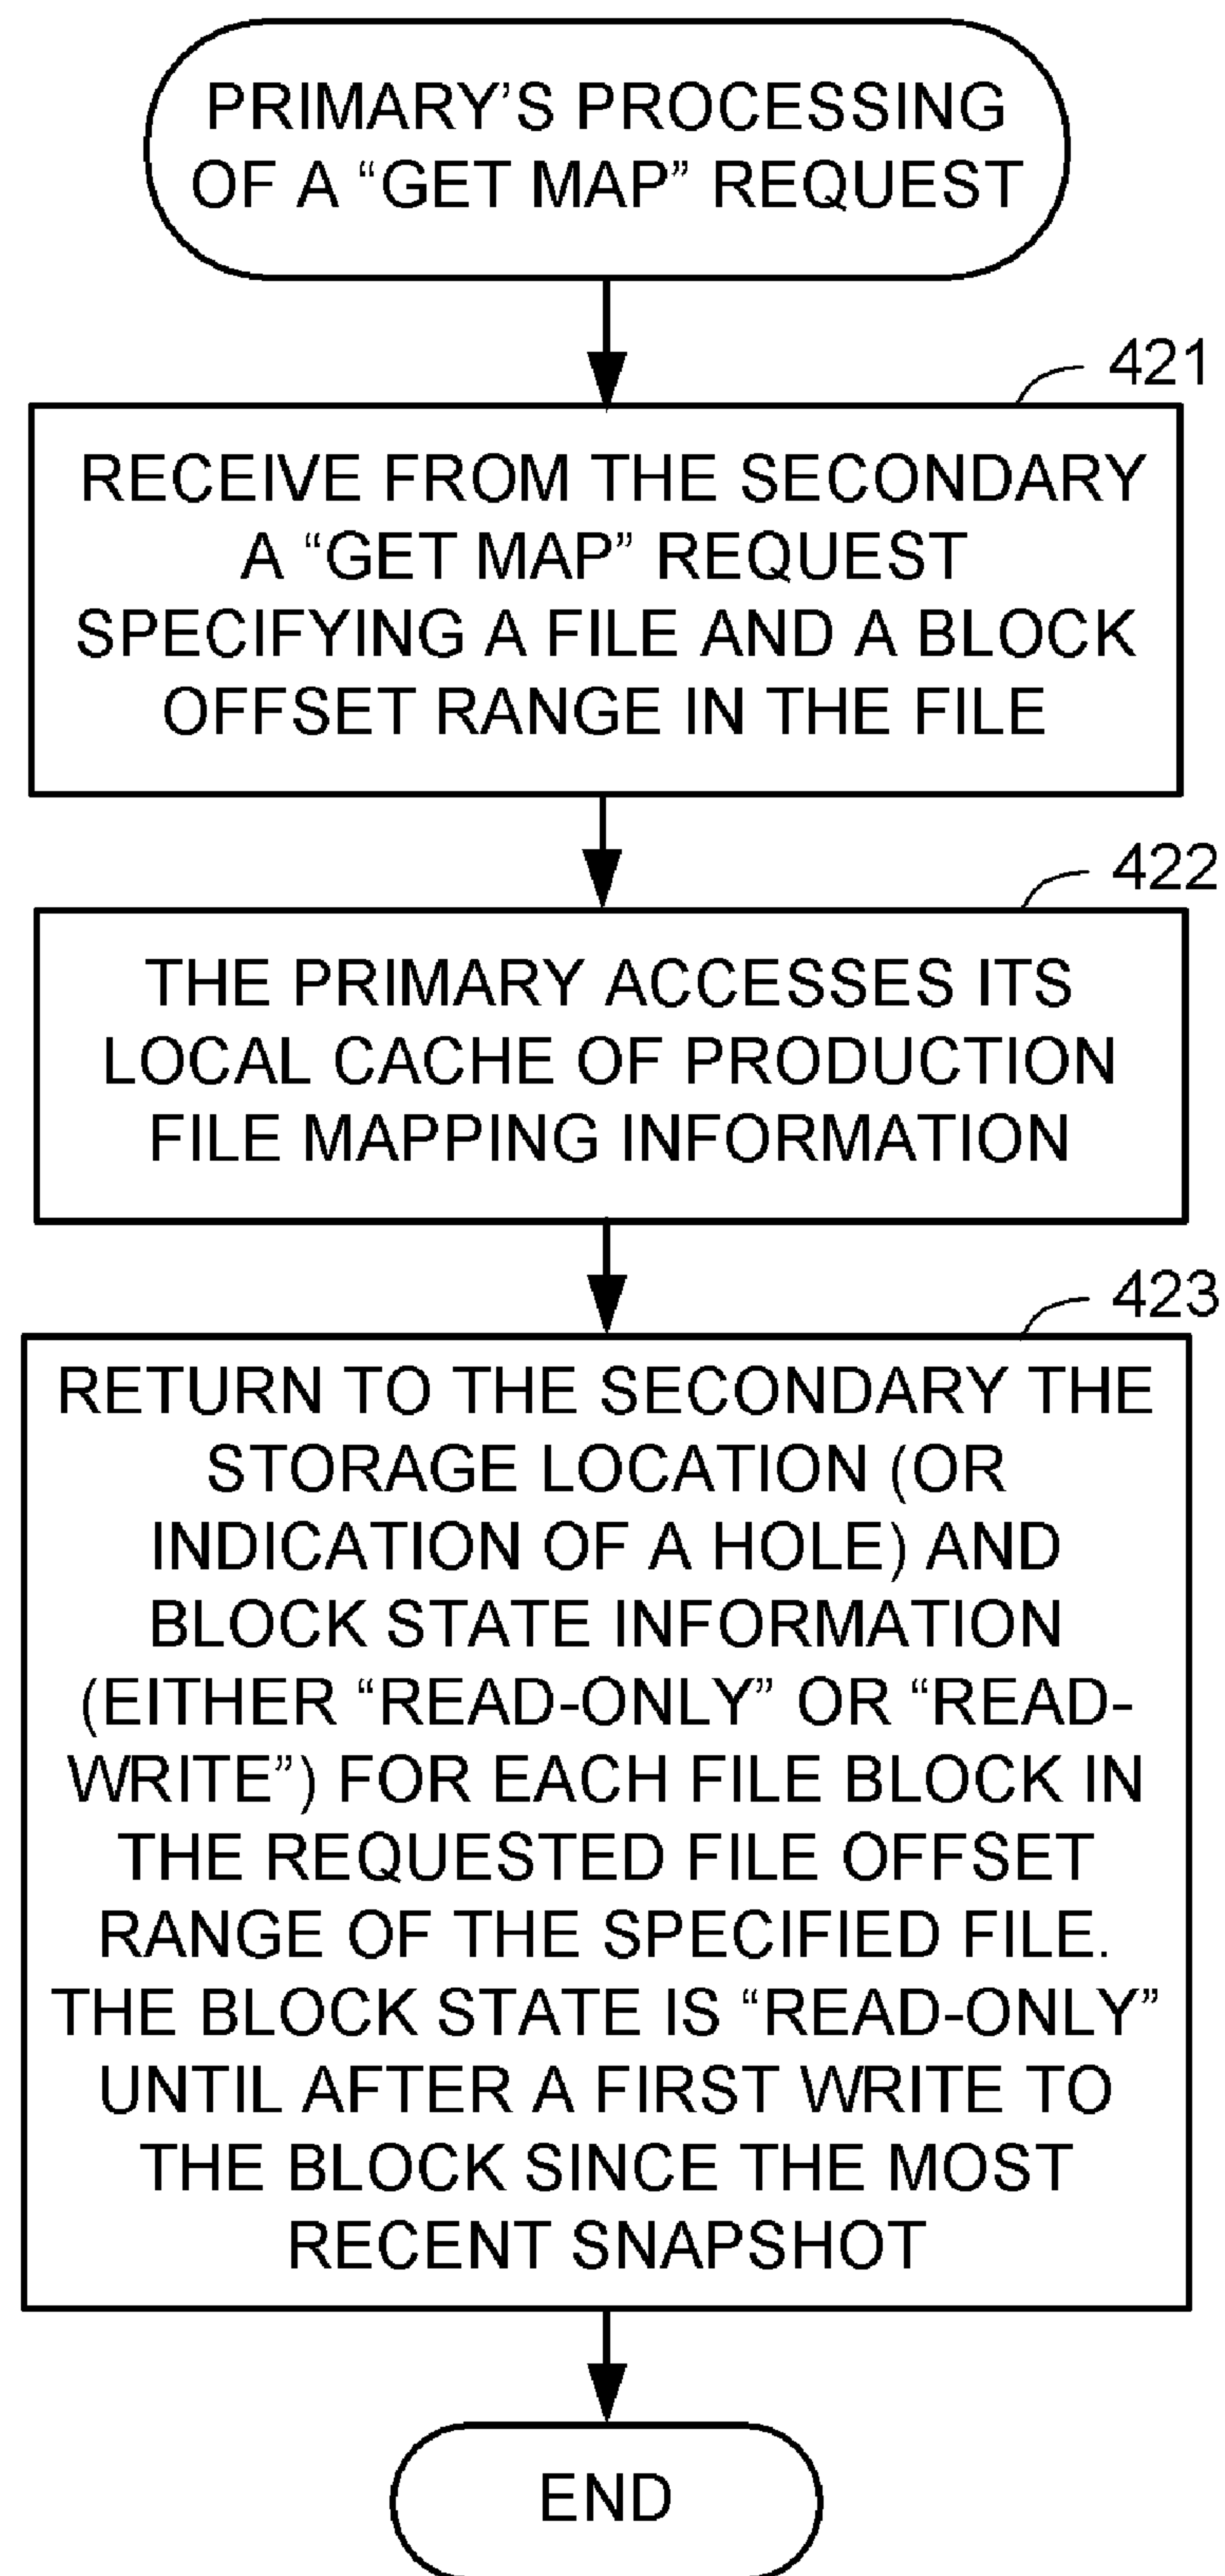 PRIMARY’S PROCESSING
OF A “GET MAP” REQUEST
421
RECEIVE FROM THE SECONDARY
A “GET MAP” REQUEST
SPECIFYING A FILE AND A BLOCK
OFFSET RANGE IN THE FILE
422
THE PRIMARY ACCESSES ITS
LOCAL CACHE OF PRODUCTION
FILE MAPPING INFORMATION
423
RETURN TO THE SECONDARY THE
STORAGE LOCATION (OR
INDICATION OF A HOLE) AND
BLOCK STATE INFORMATION
(EITHER “READ-ONLY” OR “READ-
WRITE”) FOR EACH FILE BLOCK IN
THE REQUESTED FILE OFFSET
RANGE OF THE SPECIFIED FILE.
THE BLOCK STATE IS “READ-ONLY”
UNTIL AFTER A FIRST WRITE TO
THE BLOCK SINCE THE MOST
RECENT SNAPSHOT
END